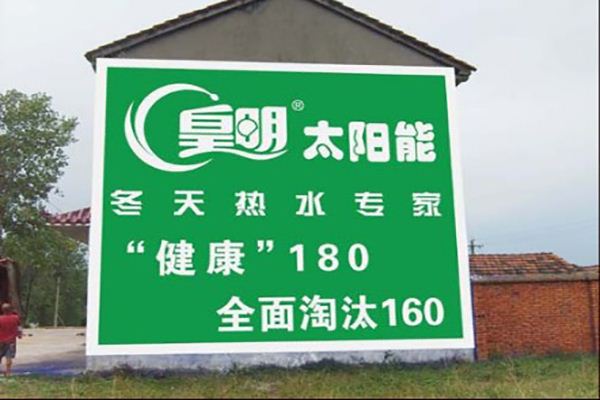 皇明® 太阳能
冬天热水专家
“健康”180
全面淘汰160